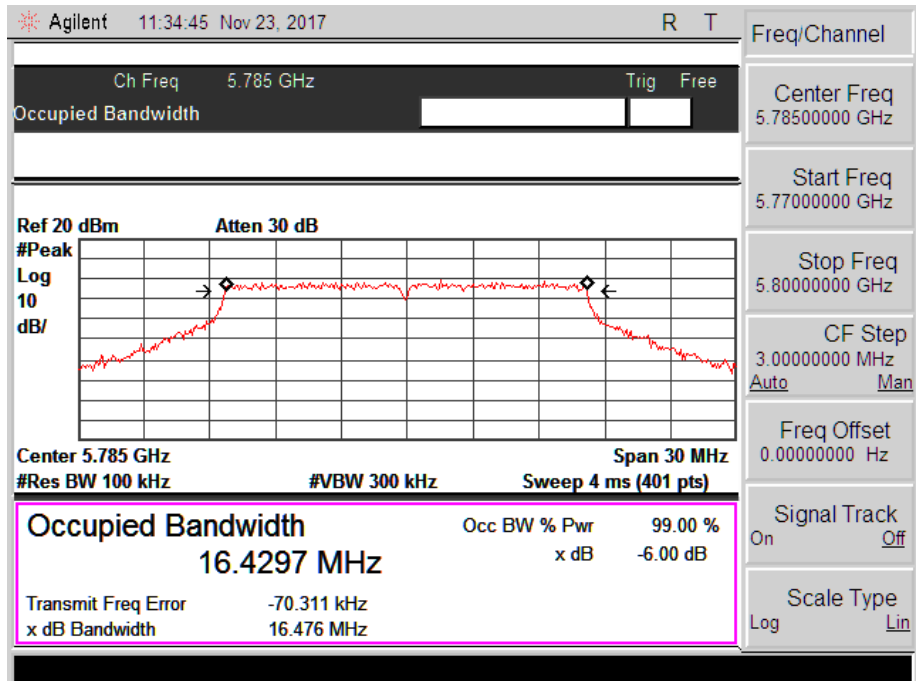 Agilent 11:34:45 Nov 23, 2017 R T
Ch Freq 5.785 GHz Trig Free
Occupied Bandwidth
Ref 20 dBm Atten 30 dB
#Peak
Log
10
dB/
Center 5.785 GHz Span 30 MHz
#Res BW 100 kHz #VBW 300 kHz Sweep 4 ms (401 pts)
Occupied Bandwidth Occ BW % Pwr 99.00 %
16.4297 MHz x dB -6.00 dB
Transmit Freq Error -70.311 kHz
x dB Bandwidth 16.476 MHz
Freq/Channel
Center Freq
5.78500000 GHz
Start Freq
5.77000000 GHz
Stop Freq
5.80000000 GHz
CF Step
3.00000000 MHz
Auto Man
Freq Offset
0.00000000 Hz
Signal Track
On Off
Scale Type
Log Lin